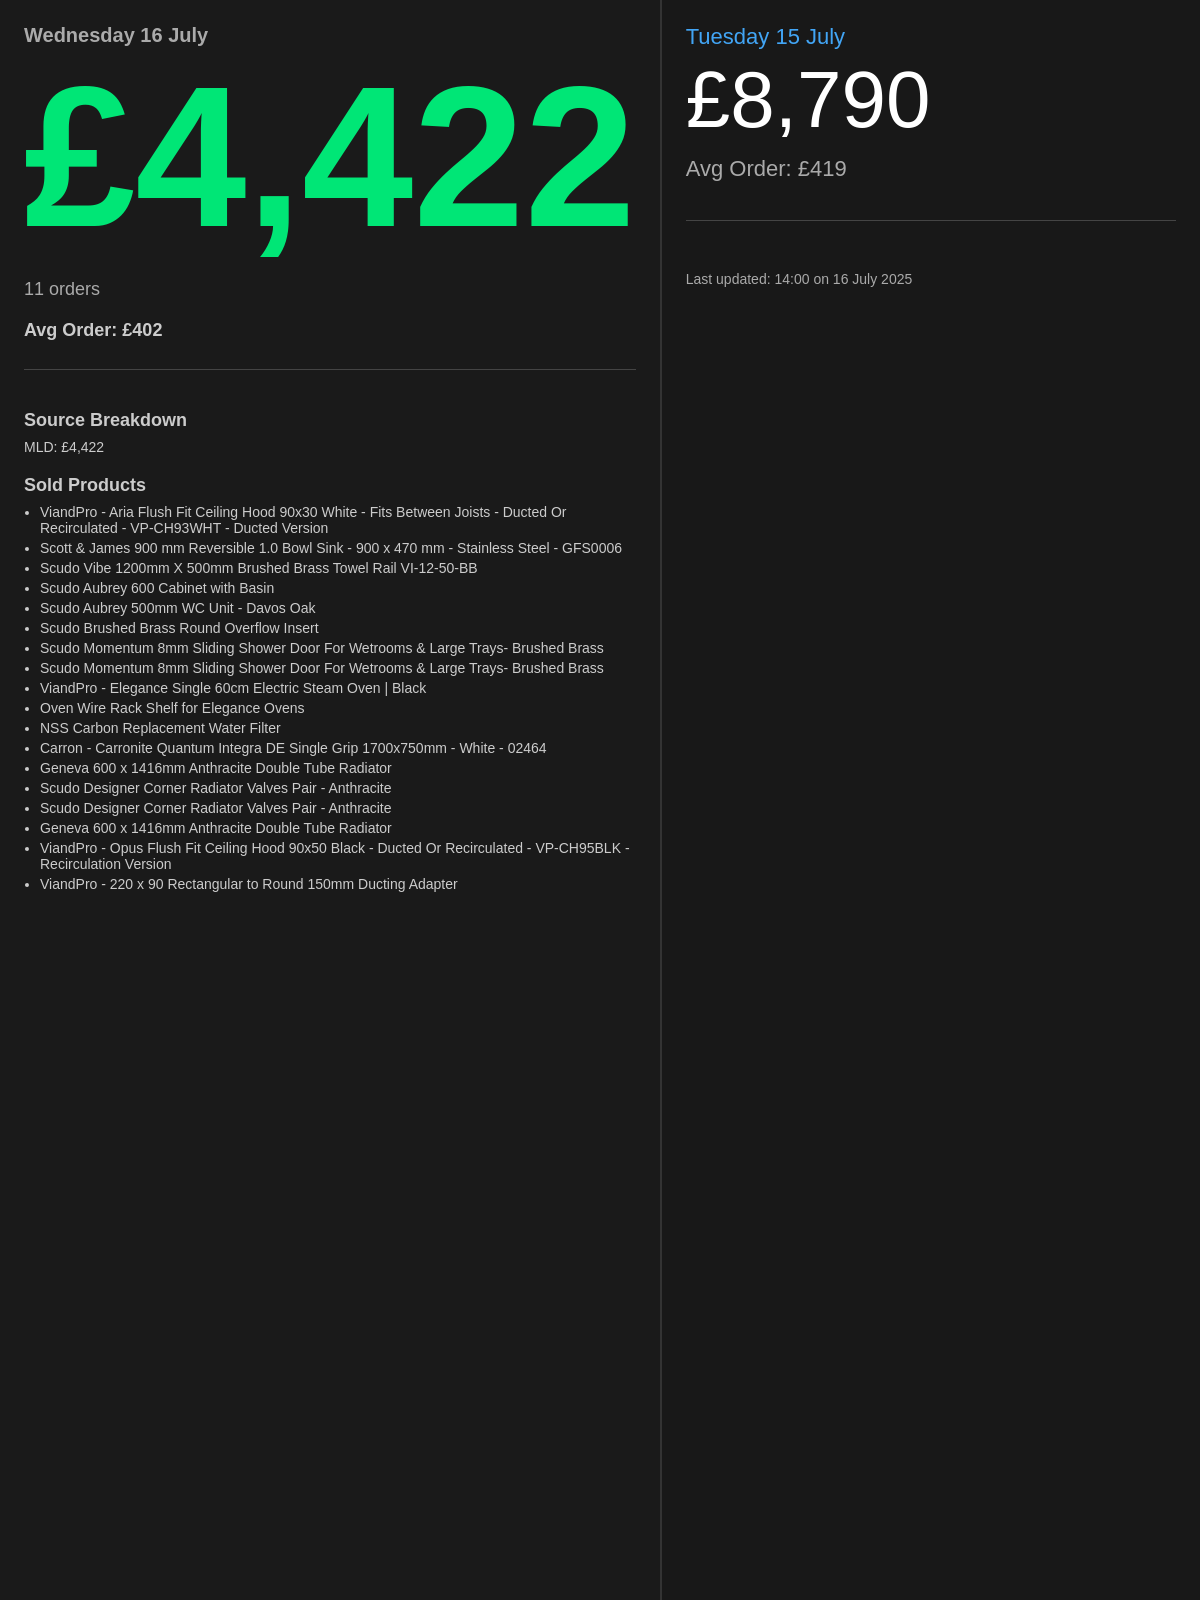 Wednesday 16 July
£4,422
11 orders
Avg Order: £402
Source Breakdown
MLD: £4,422
Sold Products
• ViandPro - Aria Flush Fit Ceiling Hood 90x30 White - Fits Between Joists - Ducted Or
Recirculated - VP-CH93WHT - Ducted Version
• Scott & James 900 mm Reversible 1.0 Bowl Sink - 900 x 470 mm - Stainless Steel - GFS0006
• Scudo Vibe 1200mm X 500mm Brushed Brass Towel Rail VI-12-50-BB
• Scudo Aubrey 600 Cabinet with Basin
• Scudo Aubrey 500mm WC Unit - Davos Oak
• Scudo Brushed Brass Round Overflow Insert
• Scudo Momentum 8mm Sliding Shower Door For Wetrooms & Large Trays- Brushed Brass
• Scudo Momentum 8mm Sliding Shower Door For Wetrooms & Large Trays- Brushed Brass
• ViandPro - Elegance Single 60cm Electric Steam Oven | Black
• Oven Wire Rack Shelf for Elegance Ovens
• NSS Carbon Replacement Water Filter
• Carron - Carronite Quantum Integra DE Single Grip 1700x750mm - White - 02464
• Geneva 600 x 1416mm Anthracite Double Tube Radiator
• Scudo Designer Corner Radiator Valves Pair - Anthracite
• Scudo Designer Corner Radiator Valves Pair - Anthracite
• Geneva 600 x 1416mm Anthracite Double Tube Radiator
• ViandPro - Opus Flush Fit Ceiling Hood 90x50 Black - Ducted Or Recirculated - VP-CH95BLK -
Recirculation Version
• ViandPro - 220 x 90 Rectangular to Round 150mm Ducting Adapter
Tuesday 15 July
£8,790
Avg Order: £419
Last updated: 14:00 on 16 July 2025